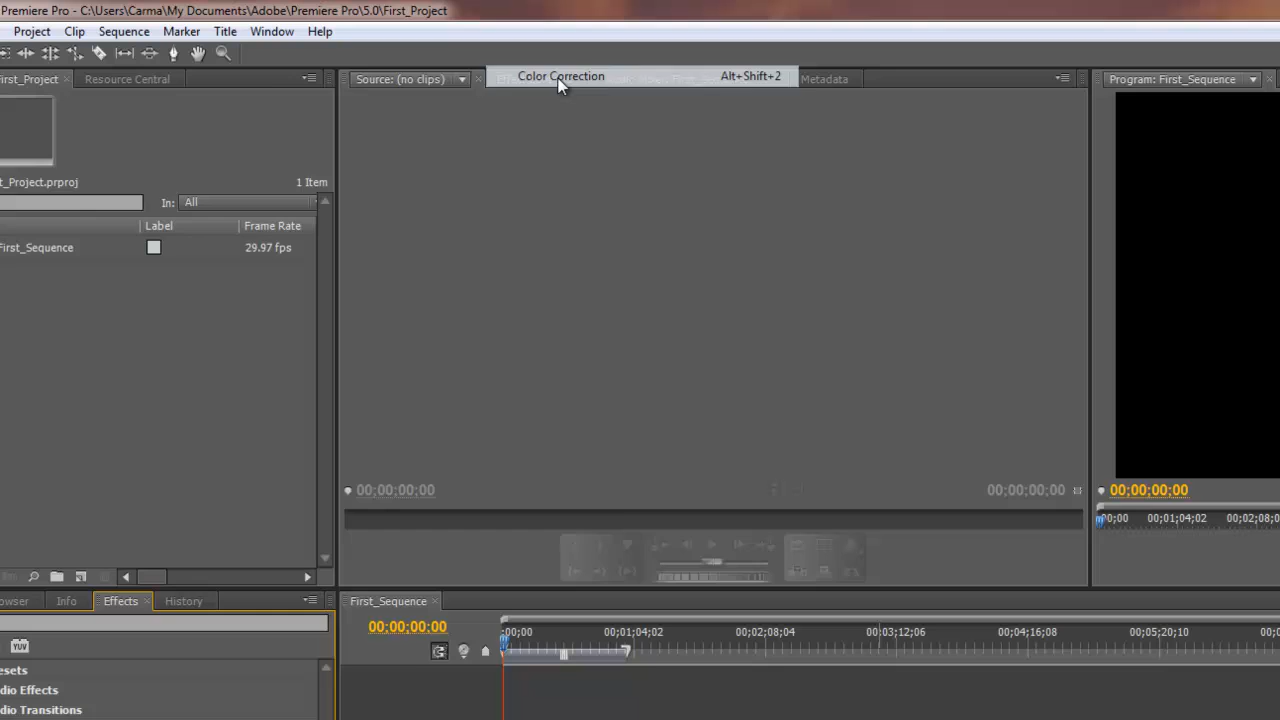 Premiere Pro - C:\Users\Carma\My Documents\Adobe\Premiere Pro\5.0\First_Project
Project Clip Sequence Marker Title Window Help
irst_Project Resource Central
Source: (no clips)
Color Correction Alt+Shift+2
Metadata
Program: First_Sequence
t_Project.prproj 1 Item
In: All
Label Frame Rate
First_Sequence 29.97 fps
00;00;00;00 00;00;00;00
00;00;00;00
00;00 00;01;04;02 00;02;08;0
owser Info Effects History
First_Sequence
00;00;00;00
;00;00 00;01;04;02 00;02;08;04 00;03;12;06 00;04;16;08 00;05;20;10 00;0
YUV
esets
dio Effects
dio Transitions